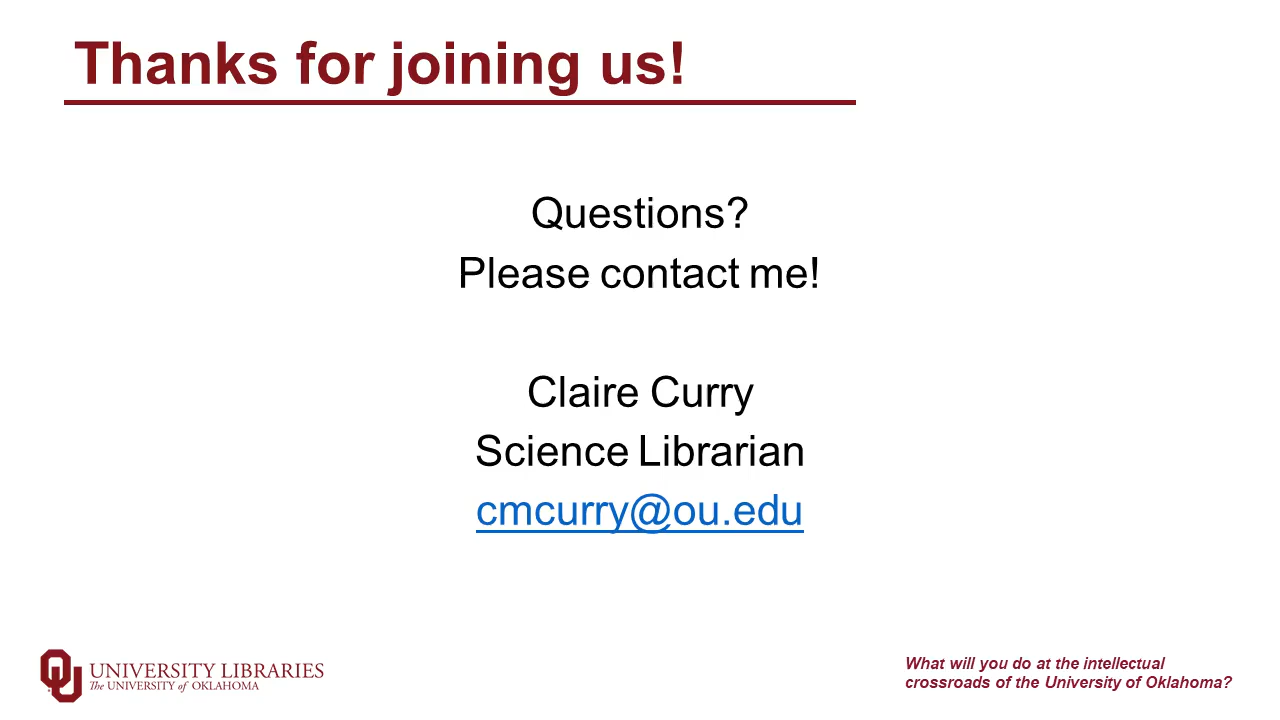 Thanks for joining us!
Questions?
Please contact me!
Claire Curry
Science Librarian
cmcurry@ou.edu
OU UNIVERSITY LIBRARIES
The UNIVERSITY of OKLAHOMA
What will you do at the intellectual
crossroads of the University of Oklahoma?